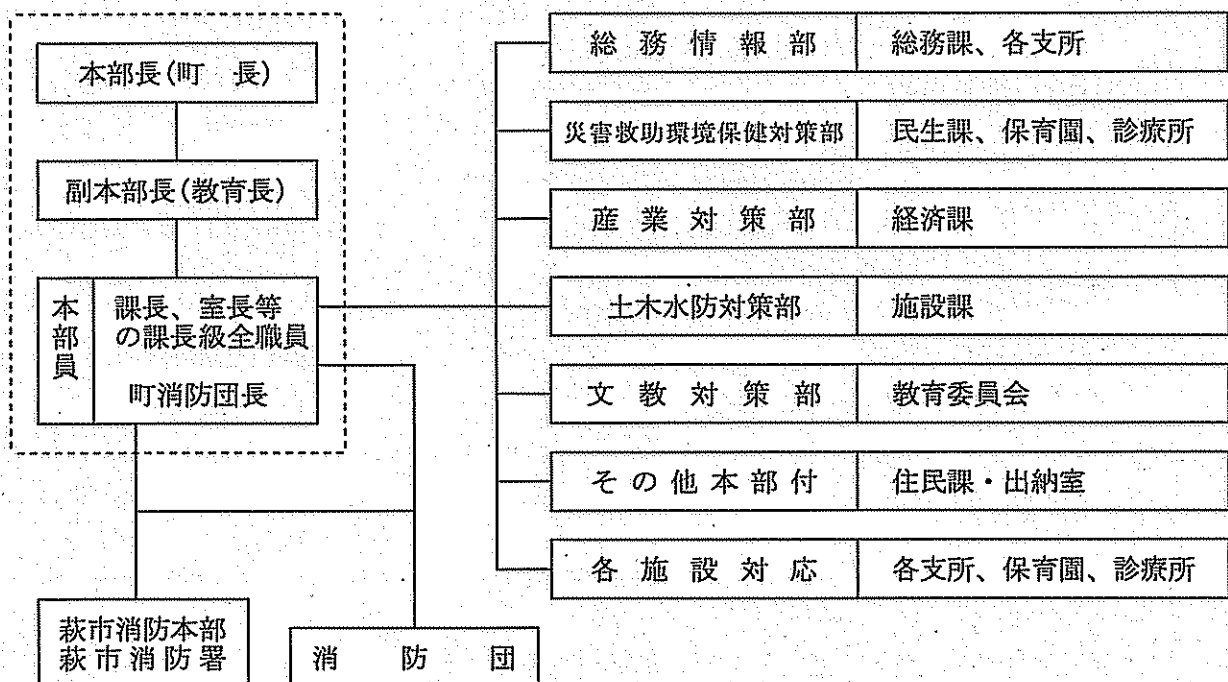 本部長(町　長)
副本部長(教育長)
本部員
課長、室長等
の課長級全職員
町消防団長
萩市消防本部
萩市消防署
消　防　団
総務情報部　総務課、各支所
災害救助環境保健対策部　民生課、保育園、診療所
産業対策部　経済課
土木水防対策部　施設課
文教対策部　教育委員会
その他本部付　住民課・出納室
各施設対応　各支所、保育園、診療所